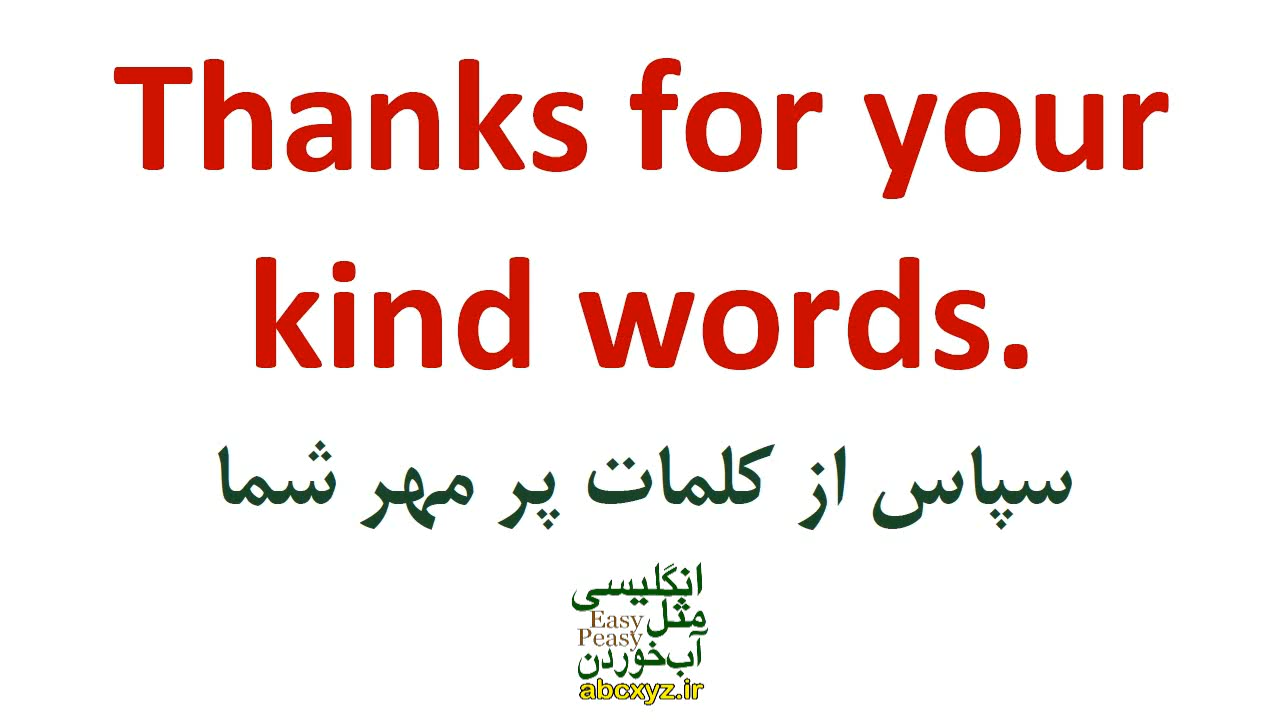 Thanks for your
kind words.
سپاس از کلمات پر مهر شما
انگلیسی
مثل
Easy
Peasy
آب‌خوردن
abcxyz.ir